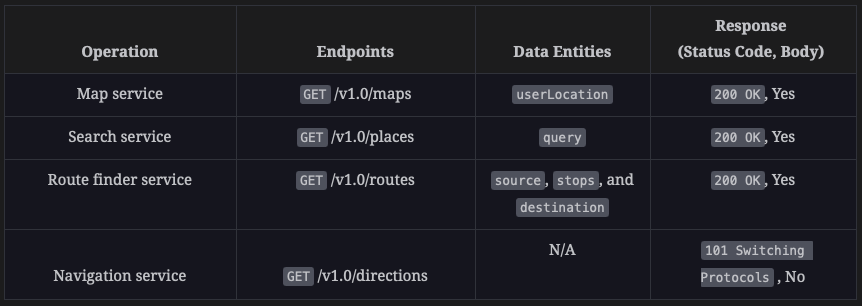 Operation
Endpoints
Data Entities
Response
(Status Code, Body)
Map service
GET /v1.0/maps
userLocation
200 OK, Yes
Search service
GET /v1.0/places
query
200 OK, Yes
Route finder service
GET /v1.0/routes
source, stops, and
destination
200 OK, Yes
Navigation service
GET /v1.0/directions
N/A
101 Switching
Protocols , No